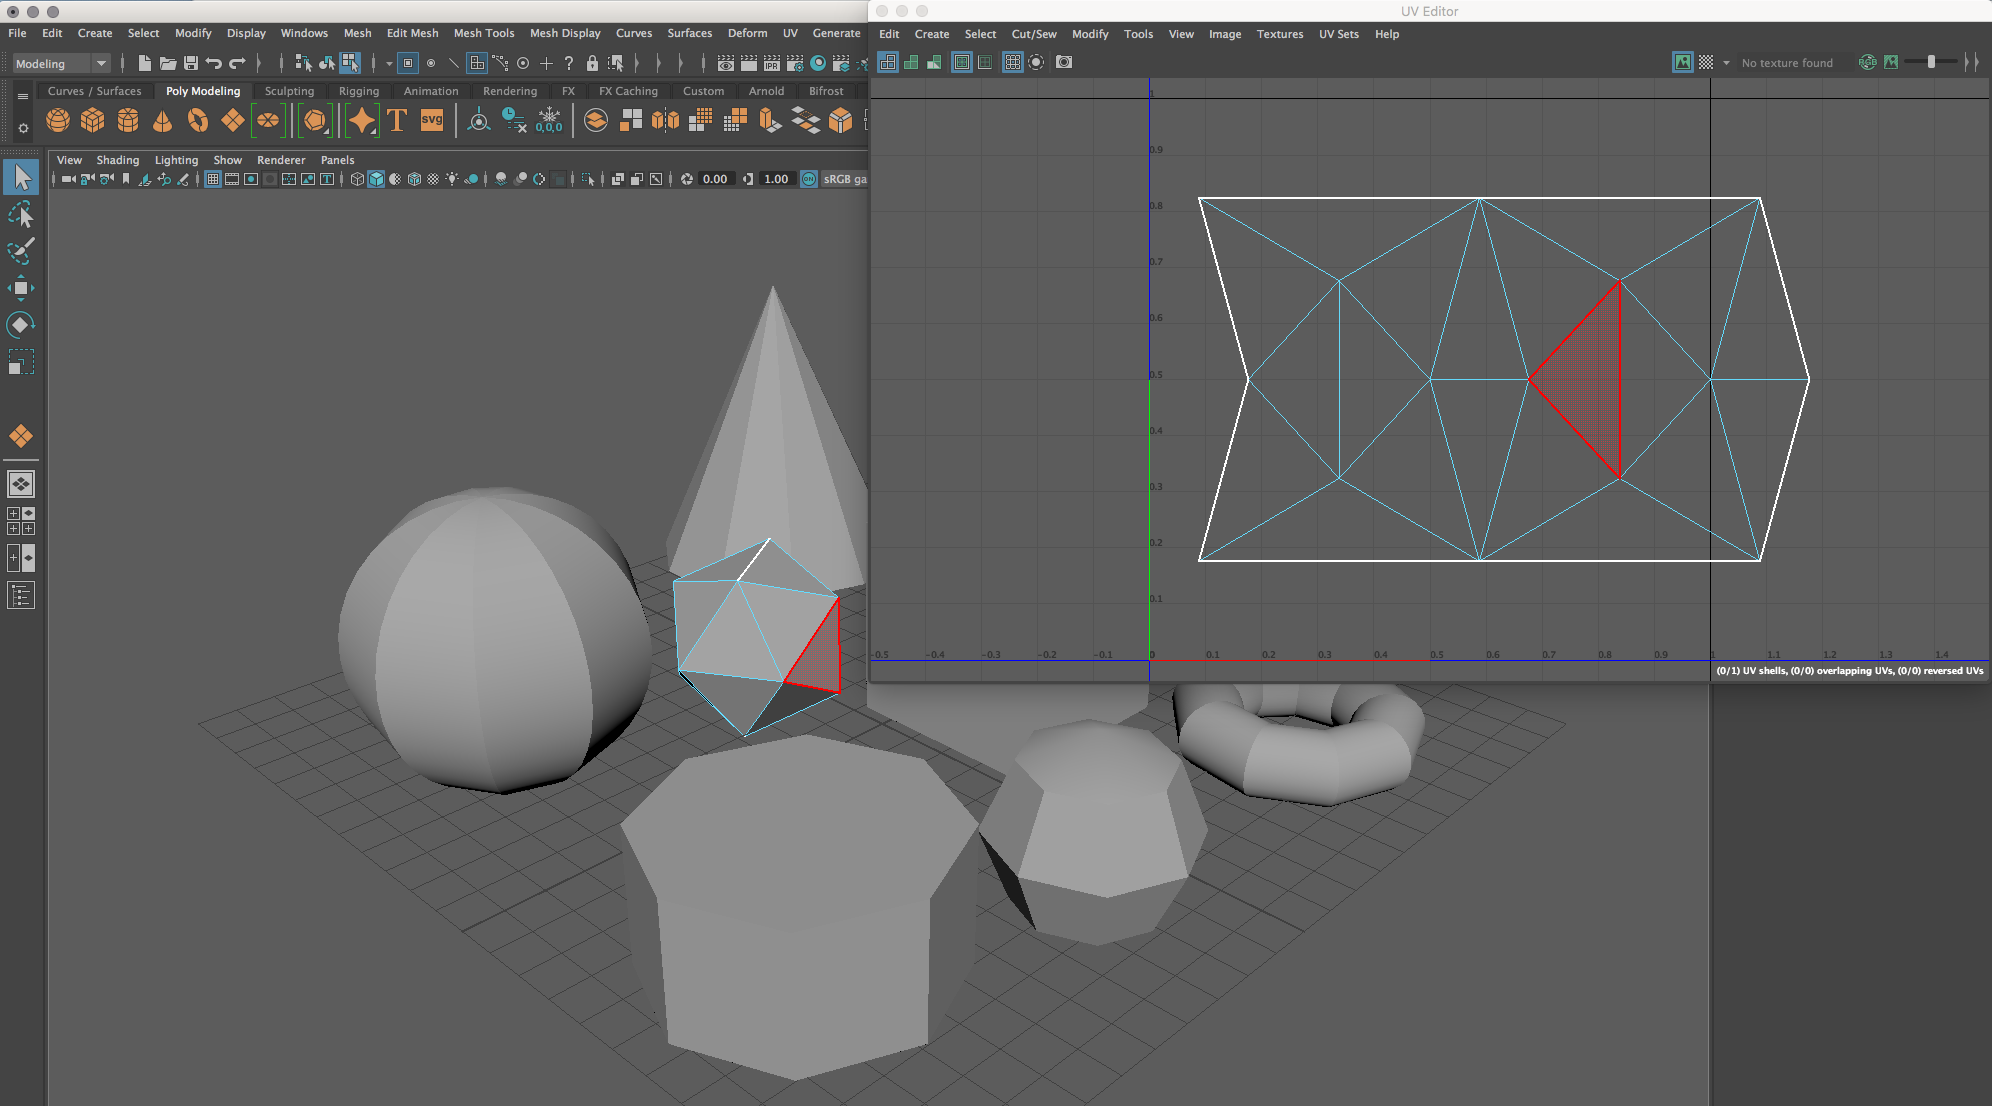 UV Editor
File Edit Create Select Modify Display Windows Mesh Edit Mesh Mesh Tools Mesh Display Curves Surfaces Deform UV Generate
Edit Create Select Cut/Sew Modify Tools View Image Textures UV Sets Help
Modeling
IPR
No texture found
RGB
Curves / Surfaces Poly Modeling Sculpting Rigging Animation Rendering FX FX Caching Custom Arnold Bifrost
T svg 0,0,0
View Shading Lighting Show Renderer Panels
0.00 1.00 ON sRGB ga
1
0.9
0.8
0.7
0.6
0.5
0.4
0.3
0.2
0.1
-0.5 -0.4 -0.3 -0.2 -0.1 0 0.1 0.2 0.3 0.4 0.5 0.6 0.7 0.8 0.9 1 1.1 1.2 1.3 1.4
(0/1) UV shells, (0/0) overlapping UVs, (0/0) reversed UVs